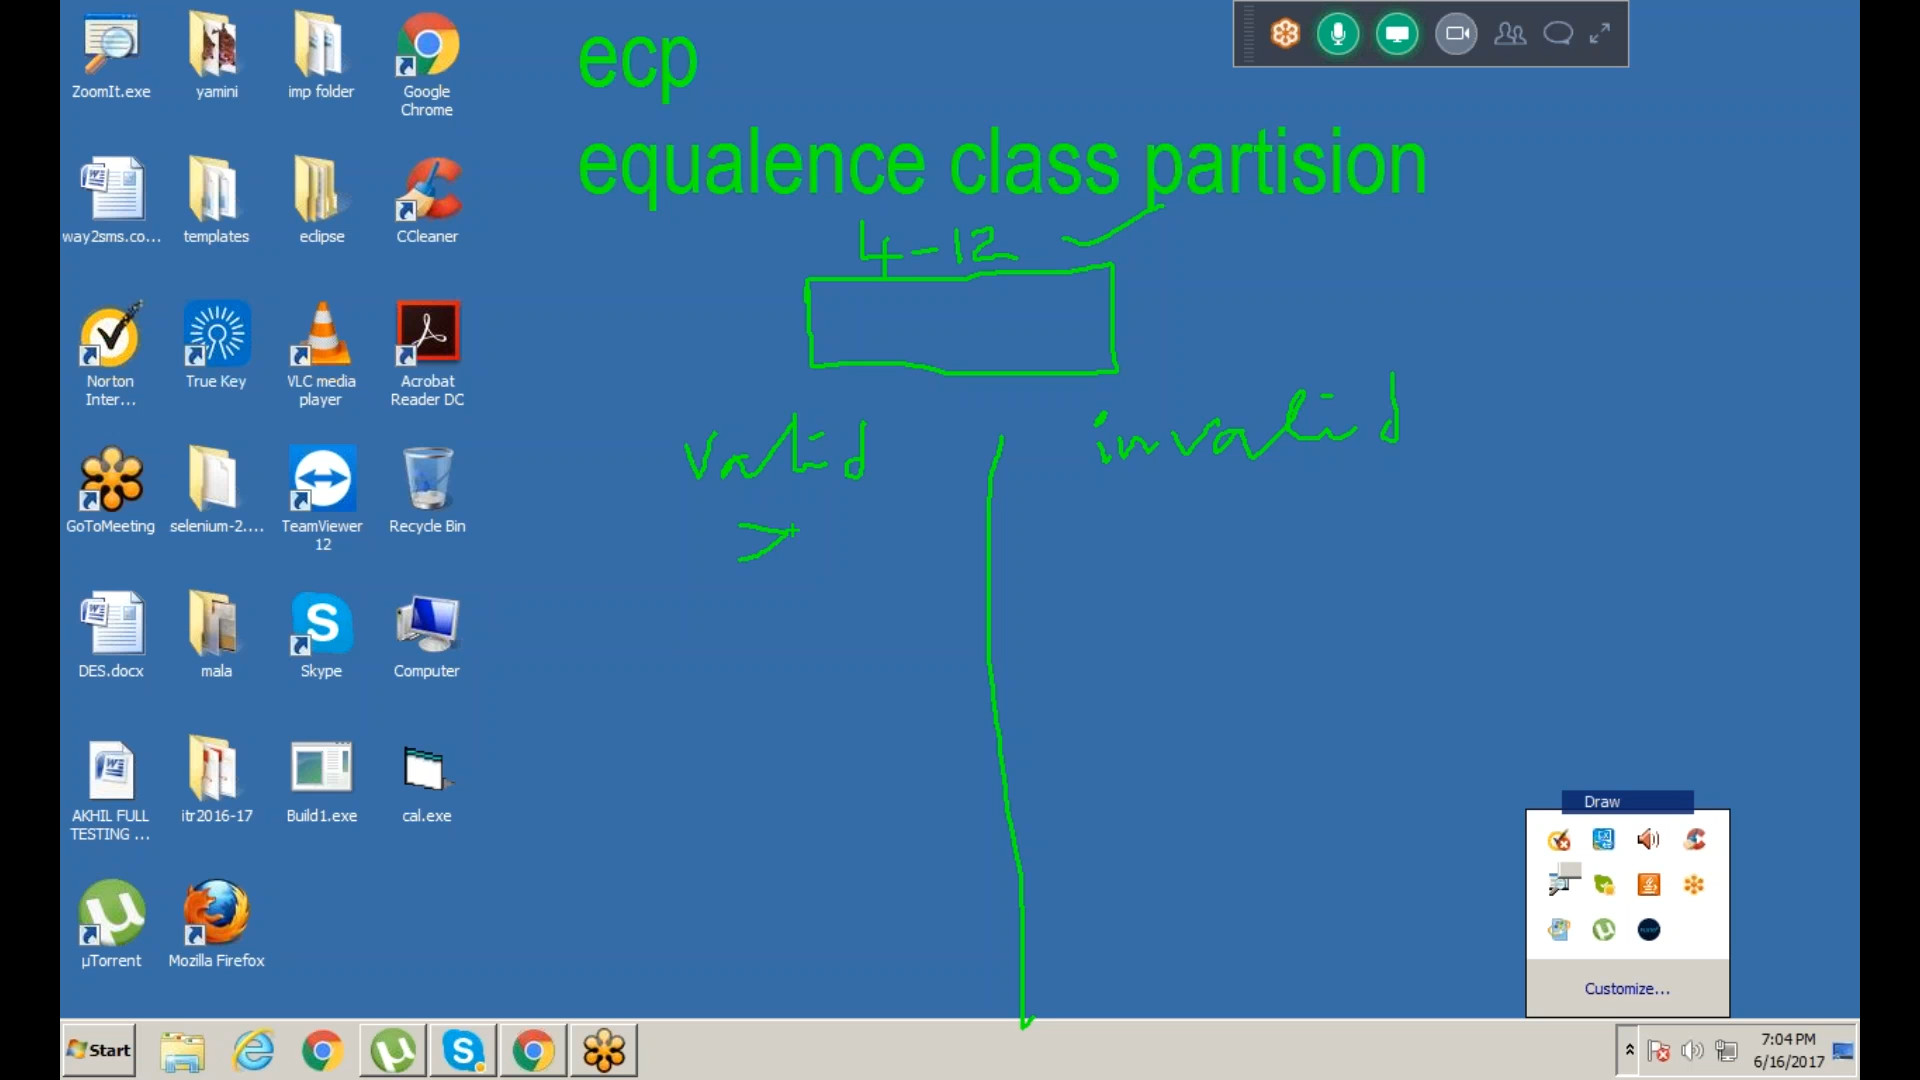 ecp
equalence class partision
4-12
valid
invalid
>
ZoomIt.exe
yamini
imp folder
Google Chrome
way2sms.co...
templates
eclipse
CCleaner
Norton Inter...
True Key
VLC media player
Acrobat Reader DC
GoToMeeting
selenium-2....
TeamViewer 12
Recycle Bin
DES.docx
mala
Skype
Computer
AKHIL FULL TESTING ...
itr2016-17
Build1.exe
cal.exe
µTorrent
Mozilla Firefox
Draw
Customize...
Start
7:04 PM
6/16/2017